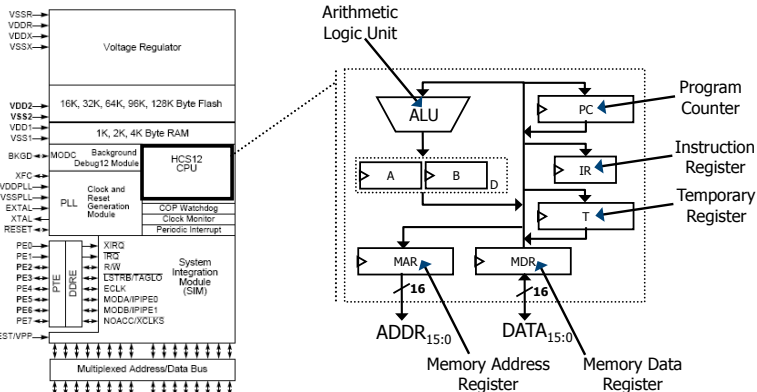 VSSR
VDDR
VDDX
VSSX
Voltage Regulator
VDD2
VSS2
16K, 32K, 64K, 96K, 128K Byte Flash
VDD1
VSS1
1K, 2K, 4K Byte RAM
BKGD
MODC
Background
Debug12 Module
HCS12
CPU
XFC
VDDPLL
VSSPLL
EXTAL
XTAL
RESET
PLL
Clock and
Reset
Generation
Module
COP Watchdog
Clock Monitor
Periodic Interrupt
PE0
PE1
PE2
PE3
PE4
PE5
PE6
PE7
PTE
DDRE
XIRQ
IRQ
R/W
LSTRB/TAGLO
ECLK
MODA/IPIPE0
MODB/IPIPE1
NOACC/XCLKS
System
Integration
Module
(SIM)
EST/VPP
Multiplexed Address/Data Bus
Arithmetic
Logic Unit
ALU
A
B
D
PC
IR
T
MAR
MDR
16
16
ADDR15:0
DATA15:0
Program
Counter
Instruction
Register
Temporary
Register
Memory Address
Register
Memory Data
Register